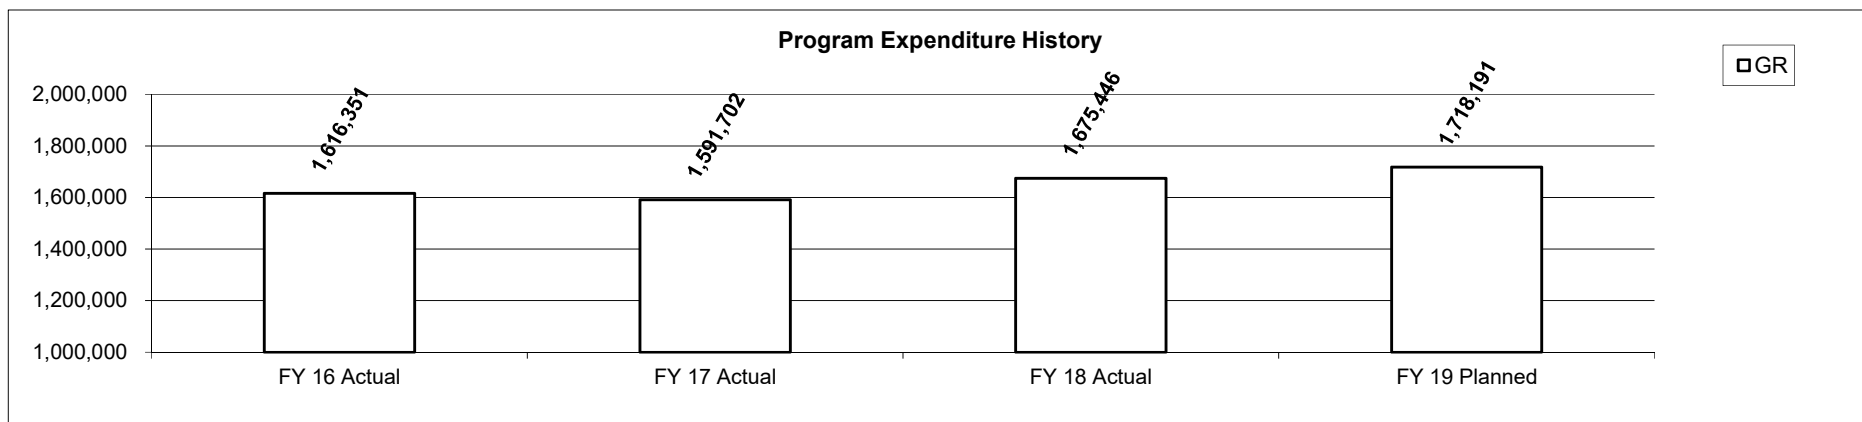 Program Expenditure History
GR
1,616,351
1,591,702
1,675,446
1,718,191
2,000,000
1,800,000
1,600,000
1,400,000
1,200,000
1,000,000
FY 16 Actual
FY 17 Actual
FY 18 Actual
FY 19 Planned